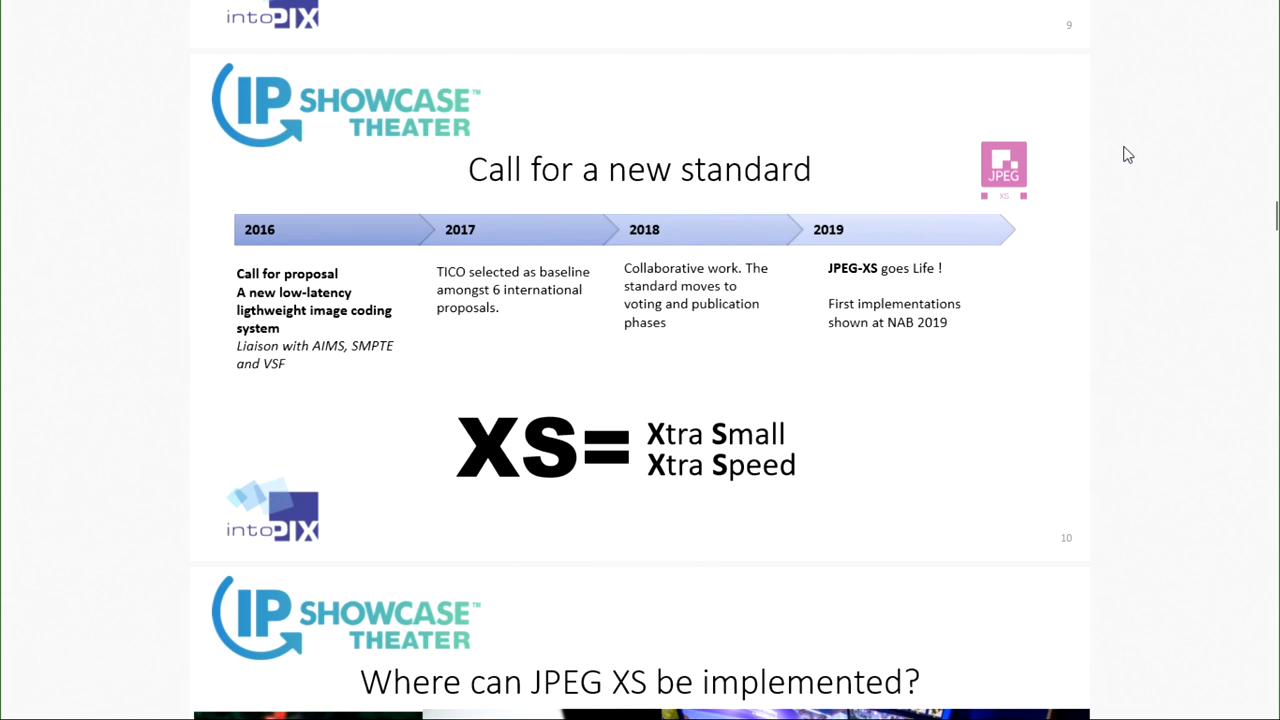 intoPIX
9
IP SHOWCASE™
THEATER
Call for a new standard
JPEG
XS
2016
2017
2018
2019
Call for proposal
A new low-latency
ligthweight image coding
system
Liaison with AIMS, SMPTE
and VSF
TICO selected as baseline
amongst 6 international
proposals.
Collaborative work. The
standard moves to
voting and publication
phases
JPEG-XS goes Life !
First implementations
shown at NAB 2019
XS=
Xtra Small
Xtra Speed
intoPIX
10
IP SHOWCASE™
THEATER
Where can JPEG XS be implemented?